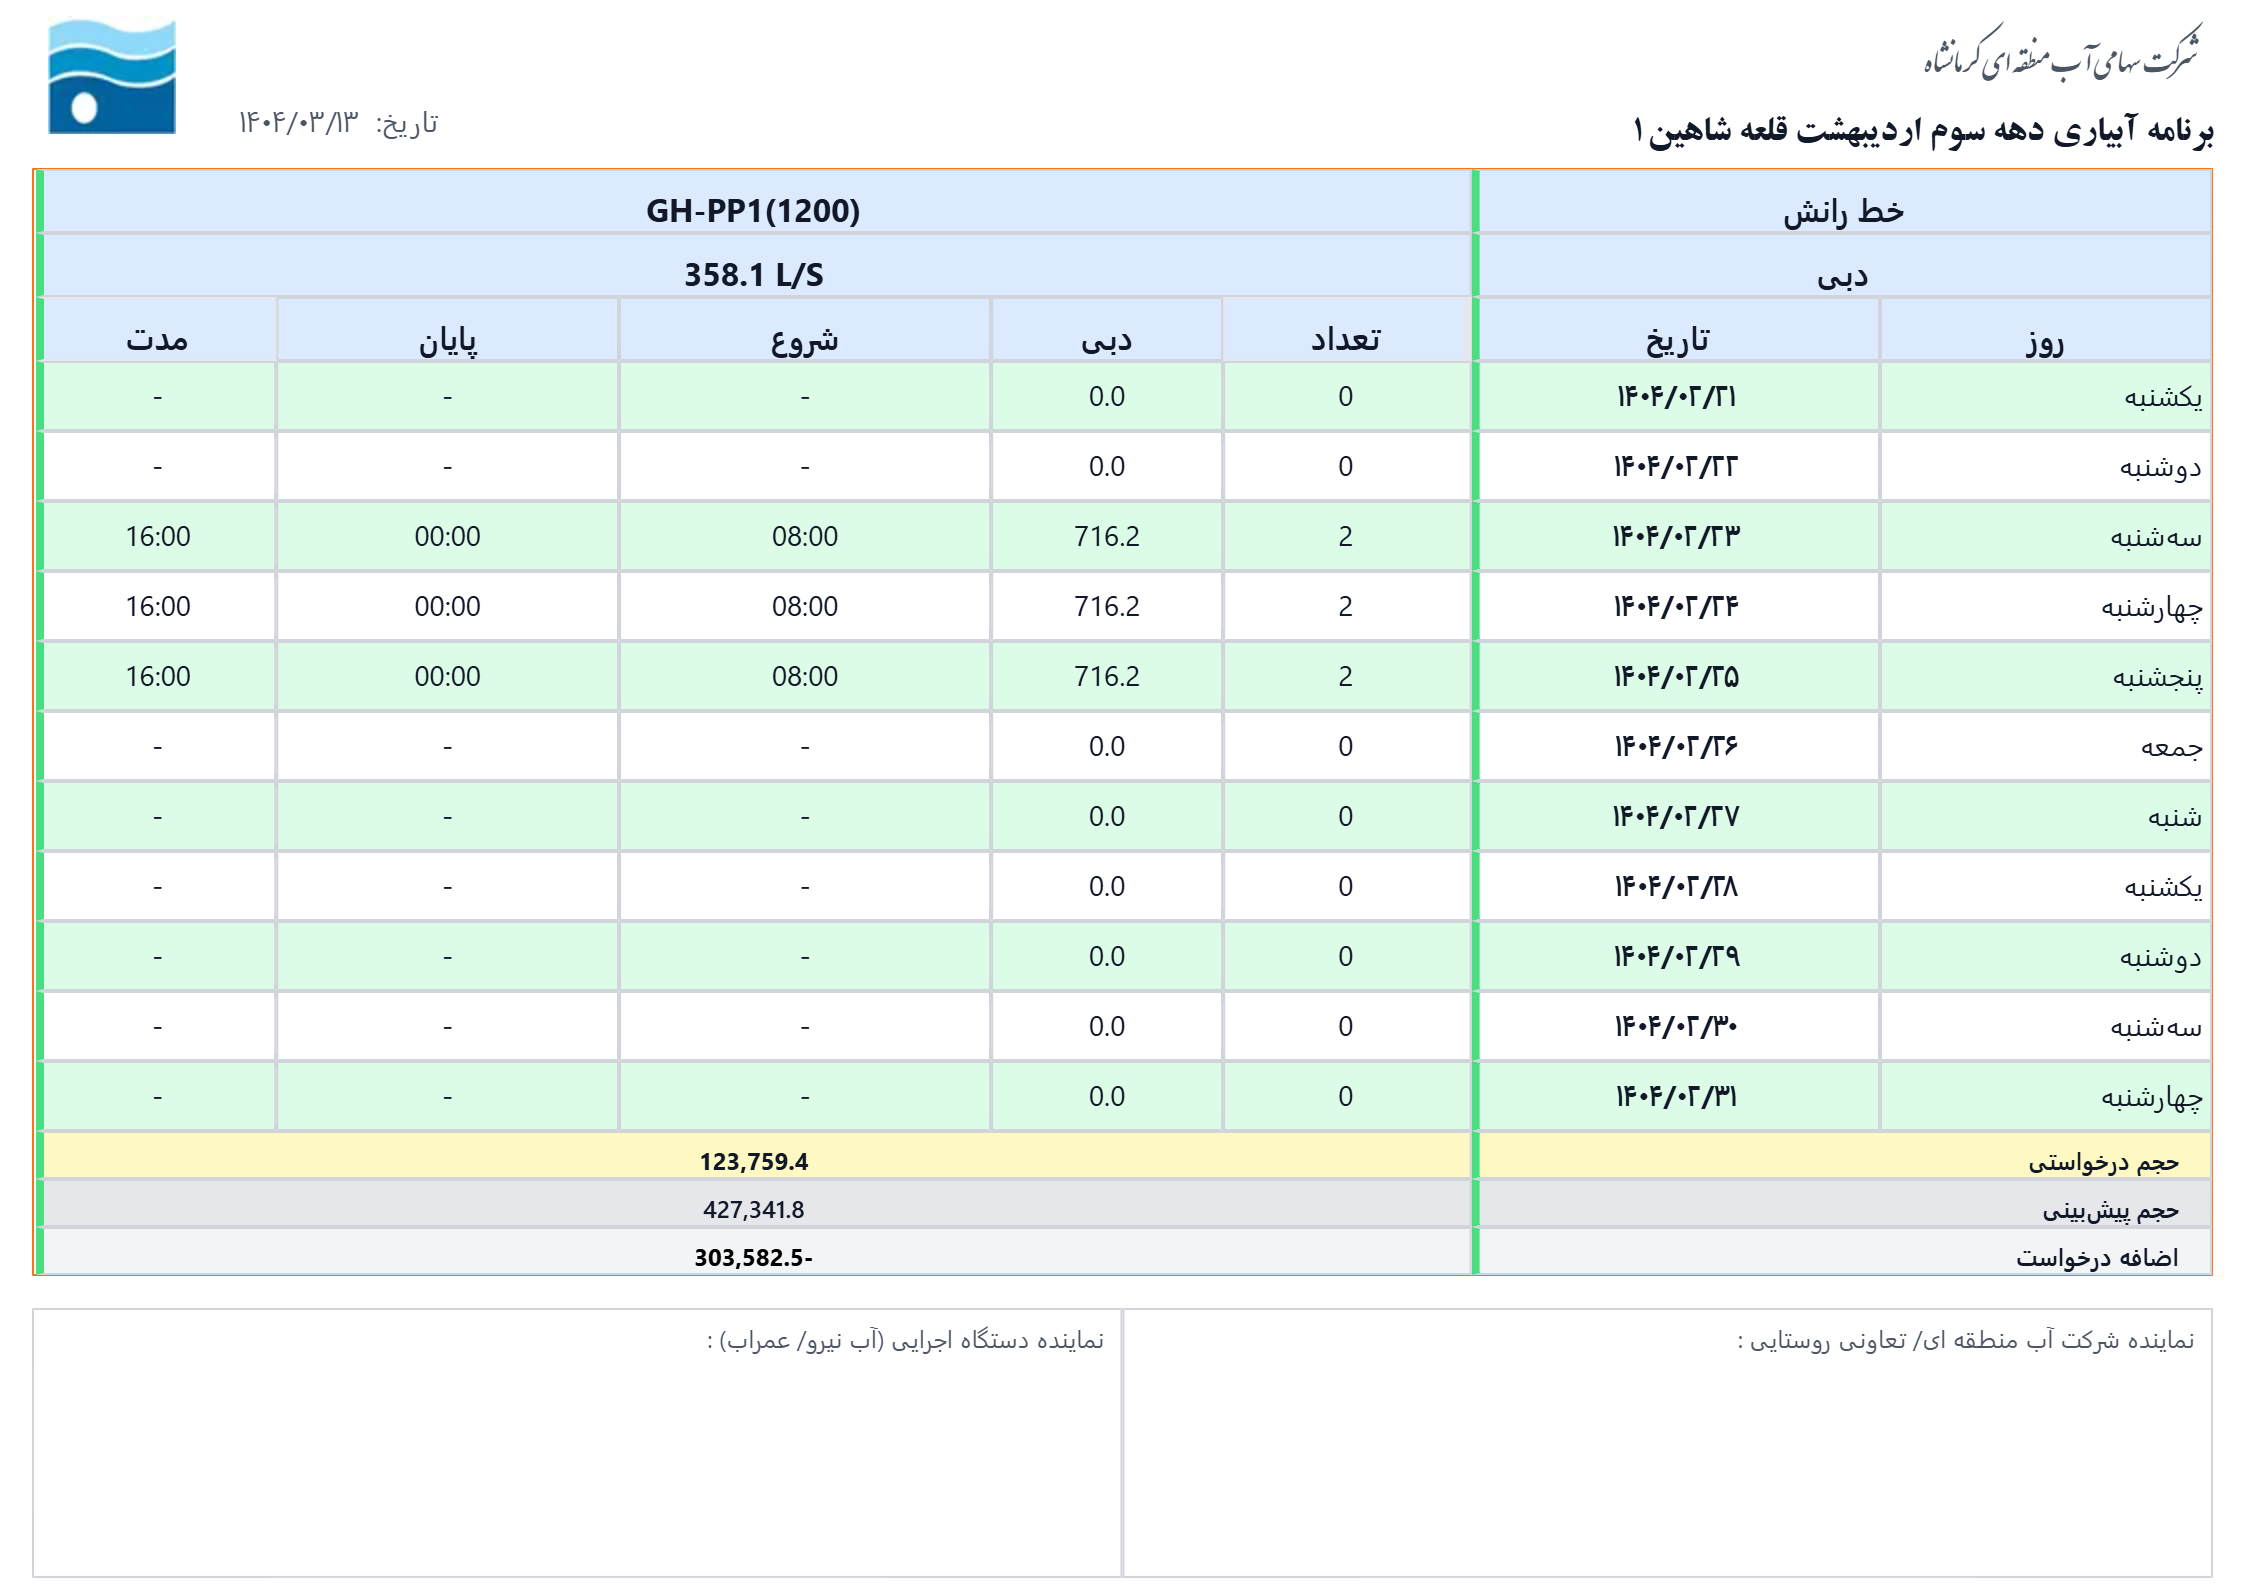 شرکت سهامی آب منطقه ای کرمانشاه
برنامه آبیاری دهه سوم اردیبهشت قلعه شاهین ۱
تاریخ: ۱۴۰۴/۰۳/۱۳
خط رانش GH-PP1(1200)
دبی 358.1 L/S
روز تاریخ تعداد دبی شروع پایان مدت
یکشنبه ۱۴۰۴/۰۲/۲۱ 0 0.0 - - -
دوشنبه ۱۴۰۴/۰۲/۲۲ 0 0.0 - - -
سه‌شنبه ۱۴۰۴/۰۲/۲۳ 2 716.2 08:00 00:00 16:00
چهارشنبه ۱۴۰۴/۰۲/۲۴ 2 716.2 08:00 00:00 16:00
پنجشنبه ۱۴۰۴/۰۲/۲۵ 2 716.2 08:00 00:00 16:00
جمعه ۱۴۰۴/۰۲/۲۶ 0 0.0 - - -
شنبه ۱۴۰۴/۰۲/۲۷ 0 0.0 - - -
یکشنبه ۱۴۰۴/۰۲/۲۸ 0 0.0 - - -
دوشنبه ۱۴۰۴/۰۲/۲۹ 0 0.0 - - -
سه‌شنبه ۱۴۰۴/۰۲/۳۰ 0 0.0 - - -
چهارشنبه ۱۴۰۴/۰۲/۳۱ 0 0.0 - - -
حجم درخواستی 123,759.4
حجم پیش‌بینی 427,341.8
اضافه درخواست 303,582.5-
نماینده شرکت آب منطقه ای/ تعاونی روستایی :
نماینده دستگاه اجرایی (آب نیرو/ عمراب) :